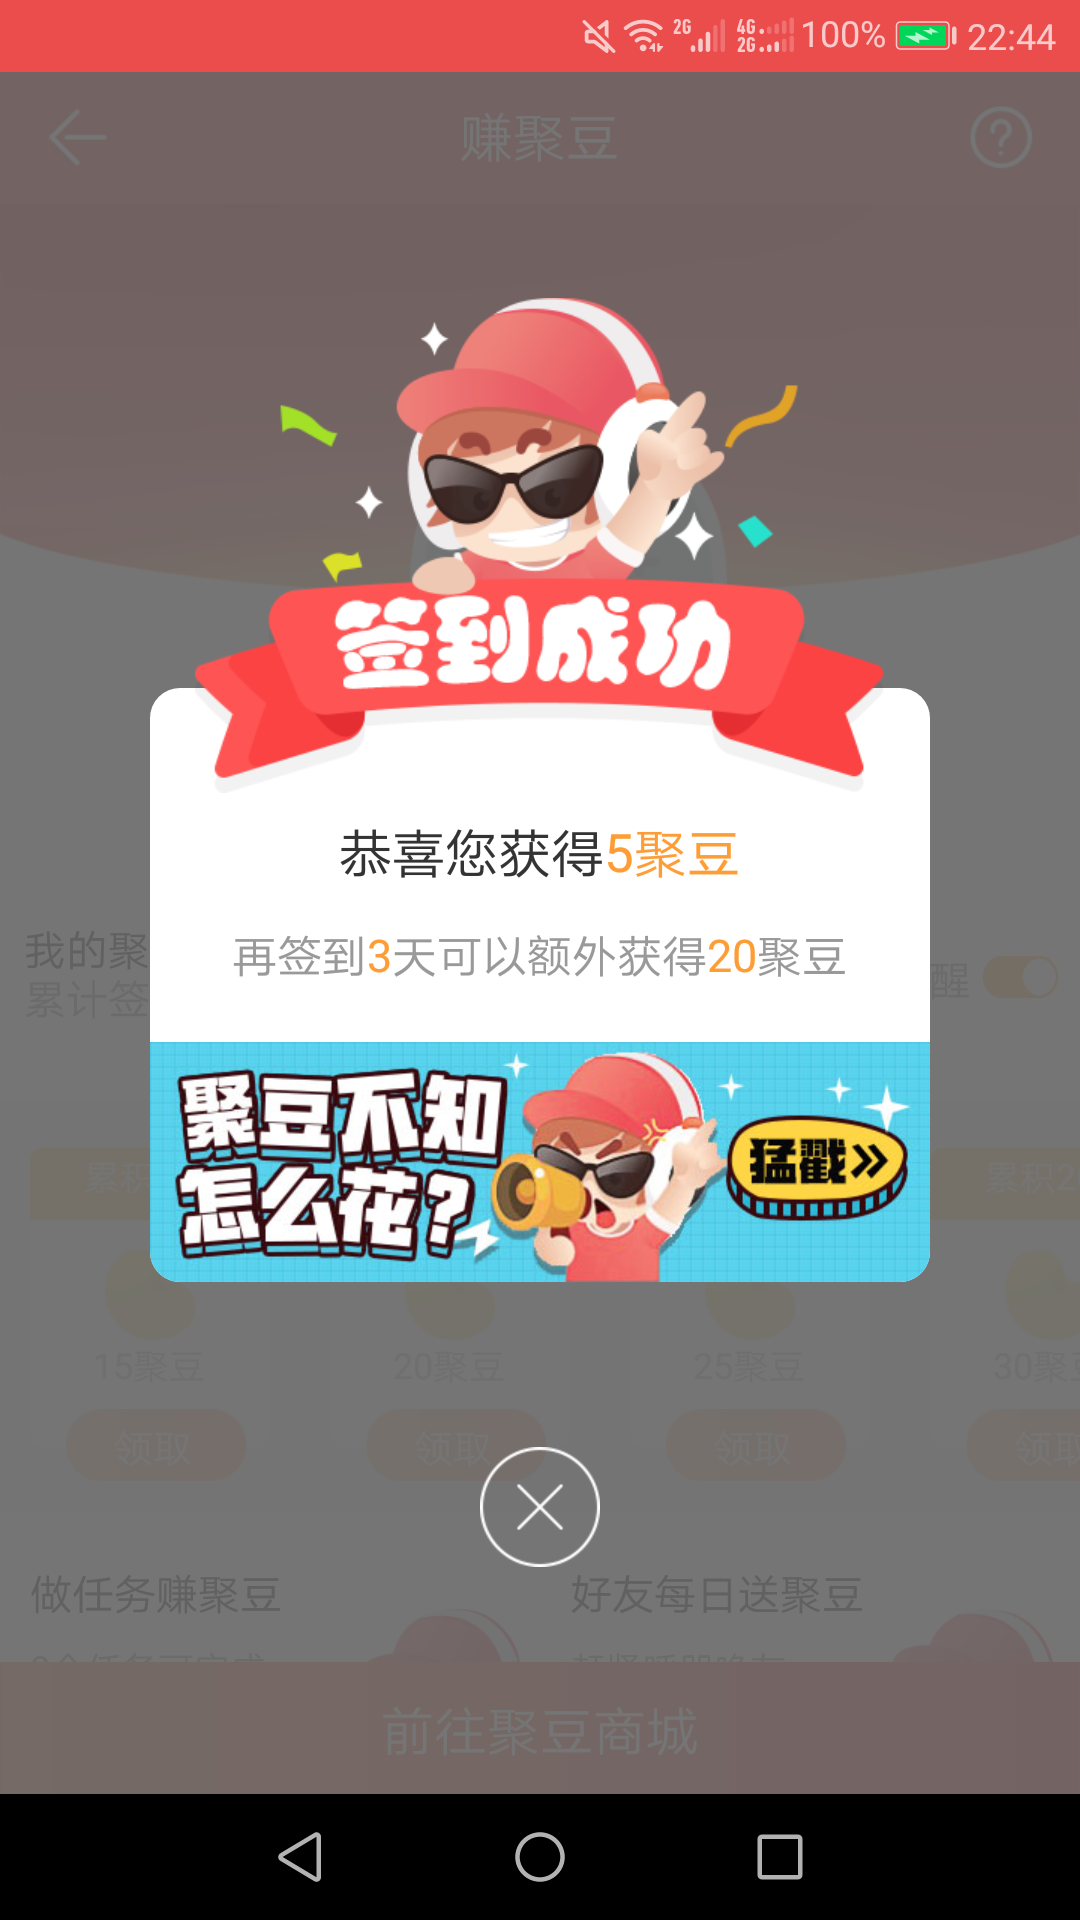 2G 4G 2G 100% 22:44
赚聚豆
签到成功
恭喜您获得5聚豆
再签到3天可以额外获得20聚豆
我的聚
醒
累计签
聚豆不知
怎么花?
猛戳
累积
累积2
15聚豆 20聚豆 25聚豆 30聚豆
领取 领取 领取 领取
做任务赚聚豆 好友每日送聚豆
前往聚豆商城